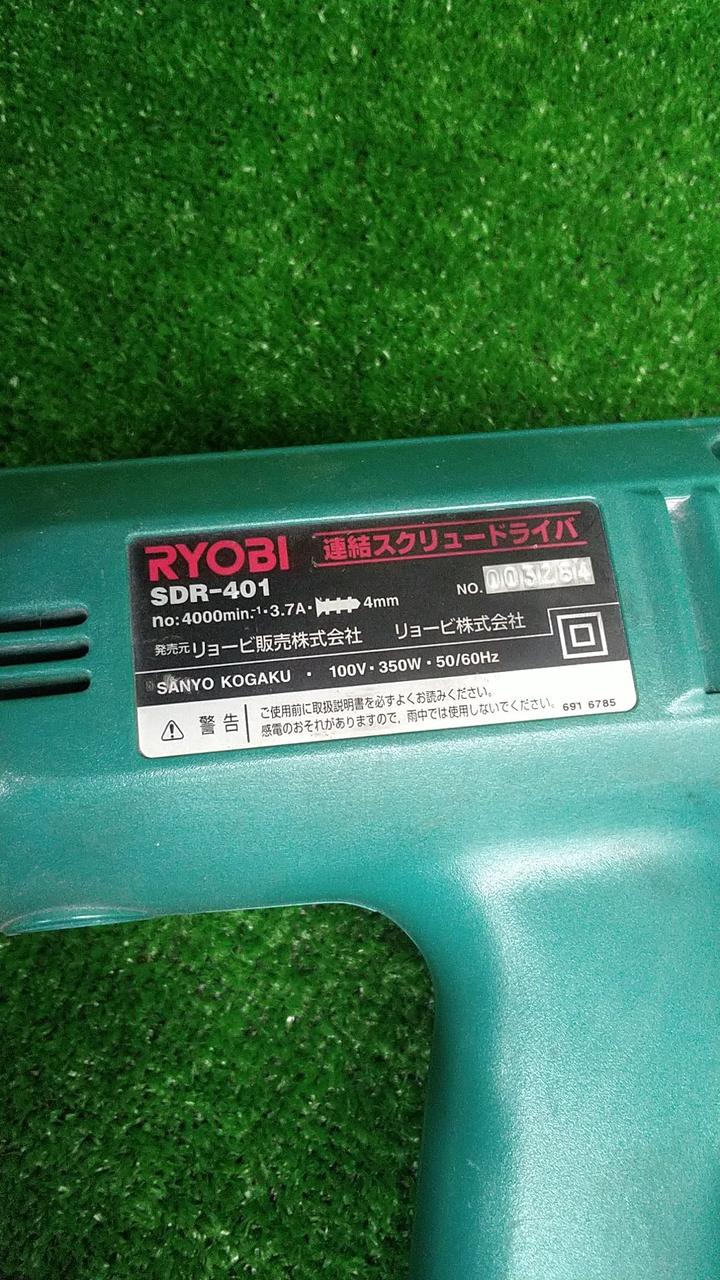 RYOBI 連結スクリュードライバ
SDR-401
NO. 003264
no:4000min.⁻¹・3.7A・4mm
発売元 リョービ販売株式会社 リョービ株式会社
SANYO KOGAKU ・ 100V・350W・50/60Hz
警告 ご使用前に取扱説明書を必ずよくお読みください。
感電のおそれがありますので、雨中では使用しないでください。 691 6785